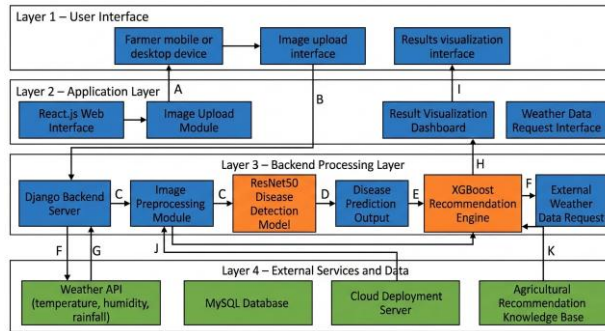 Layer 1 – User Interface
Farmer mobile or
desktop device
Image upload
interface
Results visualization
interface
A
B
I
Layer 2 – Application Layer
React.js Web
Interface
Image Upload
Module
Result Visualization
Dashboard
Weather Data
Request Interface
H
Layer 3 – Backend Processing Layer
Django Backend
Server
C
Image
Preprocessing
Module
C
ResNet50
Disease
Detection
Model
D
Disease
Prediction
Output
E
XGBoost
Recommendation
Engine
F
External
Weather
Data Request
F
G
J
K
Layer 4 – External Services and Data
Weather API
(temperature, humidity,
rainfall)
MySQL Database
Cloud Deployment
Server
Agricultural
Recommendation
Knowledge Base